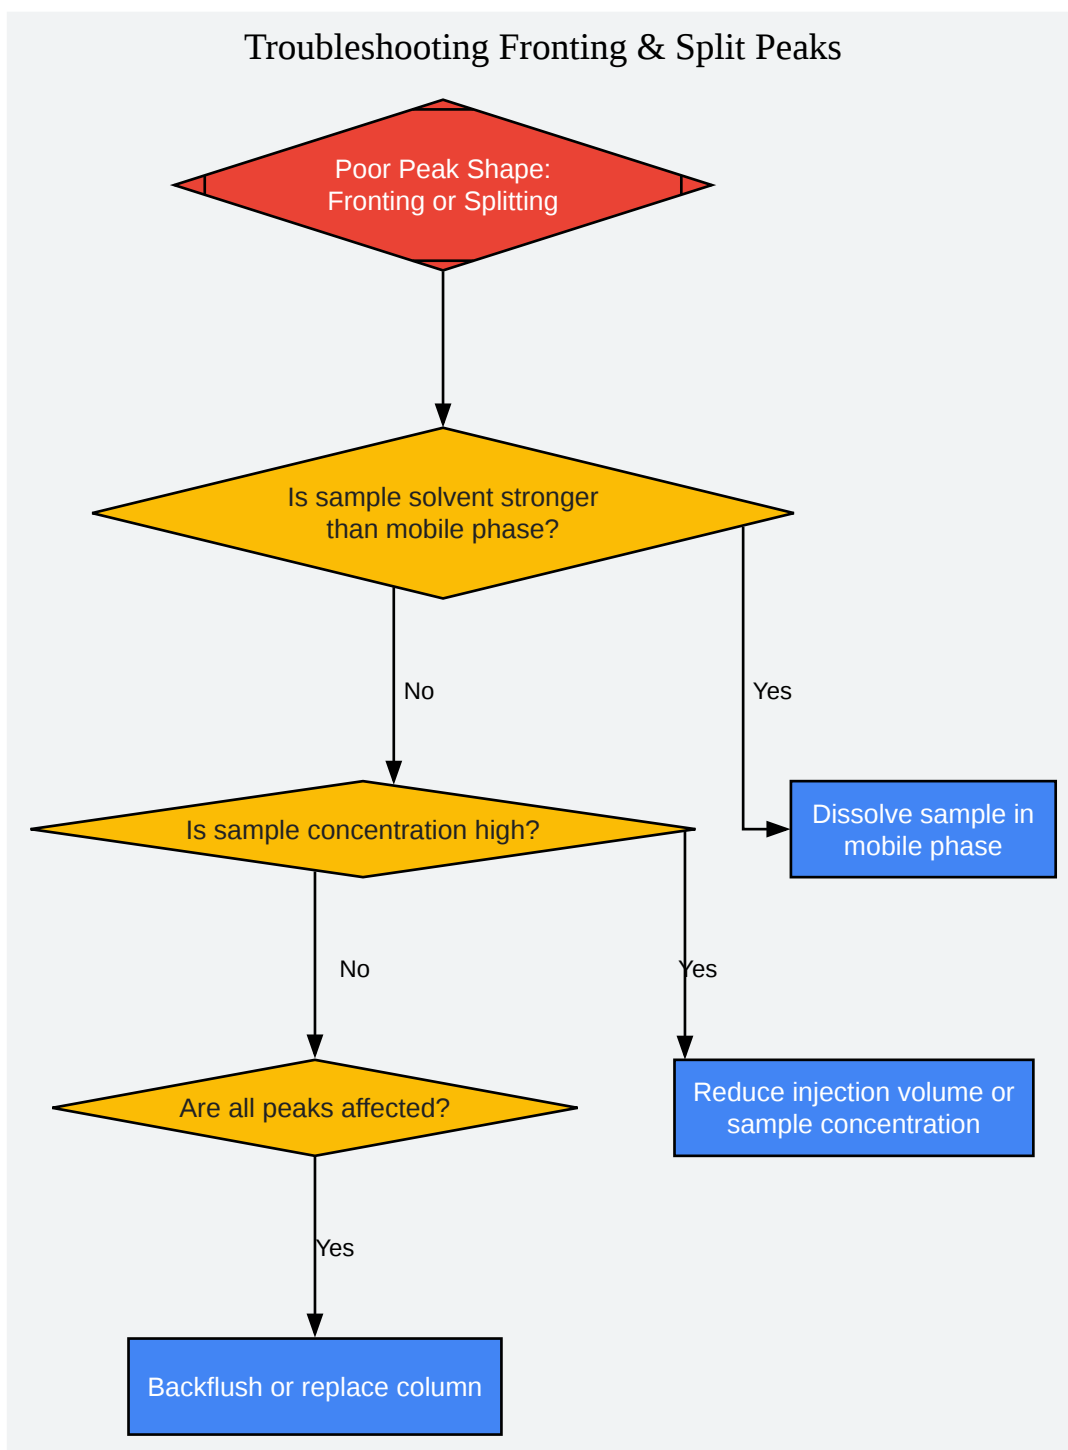 Troubleshooting Fronting & Split Peaks
Poor Peak Shape:
Fronting or Splitting
Is sample solvent stronger
than mobile phase?
No
Yes
Dissolve sample in
mobile phase
Is sample concentration high?
No
Yes
Reduce injection volume or
sample concentration
Are all peaks affected?
Yes
Backflush or replace column